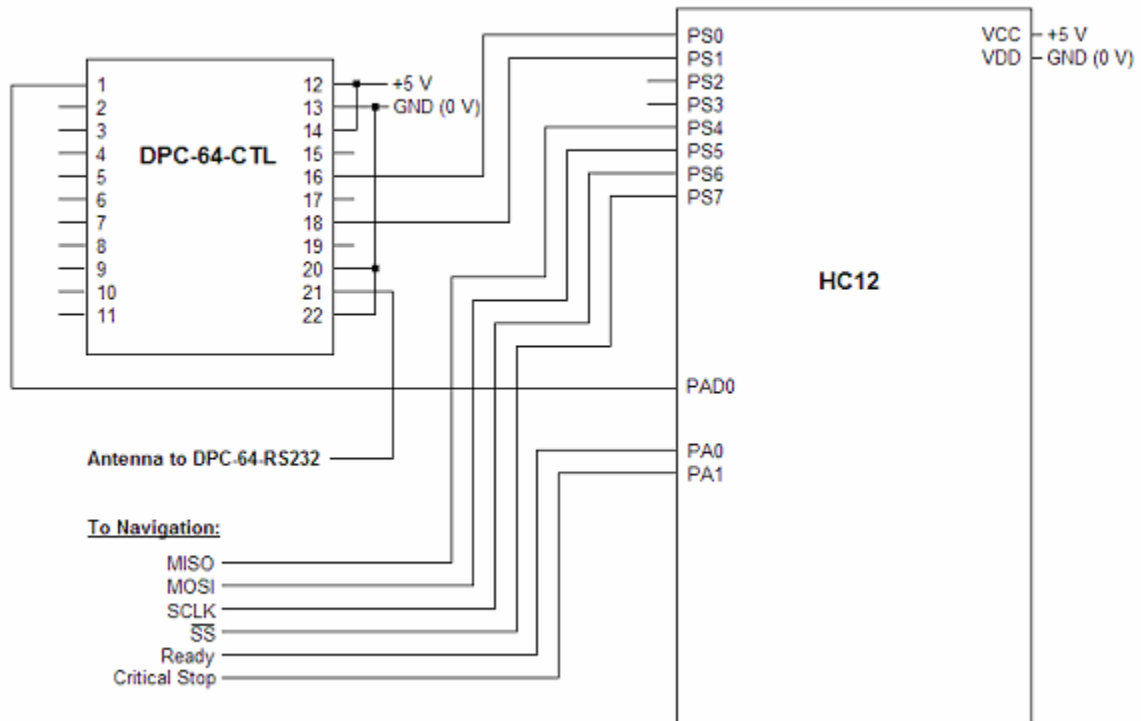 DPC-64-CTL
1
2
3
4
5
6
7
8
9
10
11
12
13
14
15
16
17
18
19
20
21
22
+5 V
GND (0 V)
Antenna to DPC-64-RS232
To Navigation:
MISO
MOSI
SCLK
SS
Ready
Critical Stop
HC12
PS0
PS1
PS2
PS3
PS4
PS5
PS6
PS7
PAD0
PA0
PA1
VCC +5 V
VDD GND (0 V)